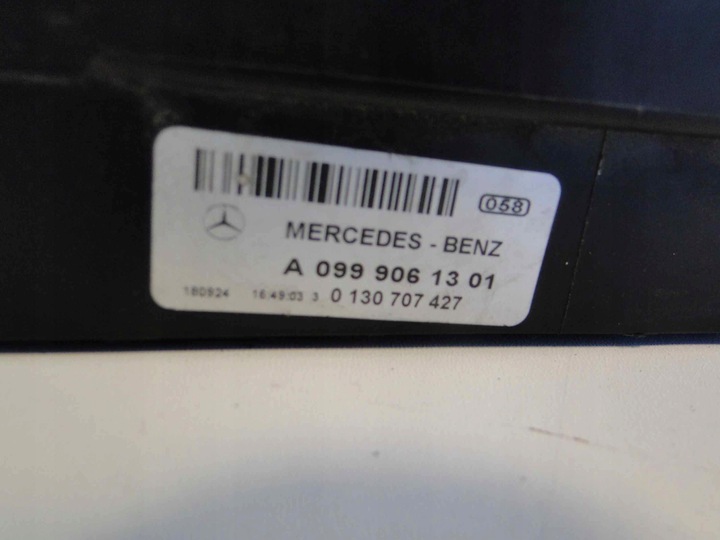 058
MERCEDES - BENZ
A 099 906 13 01
180924 16:49:03 3 0 130 707 427